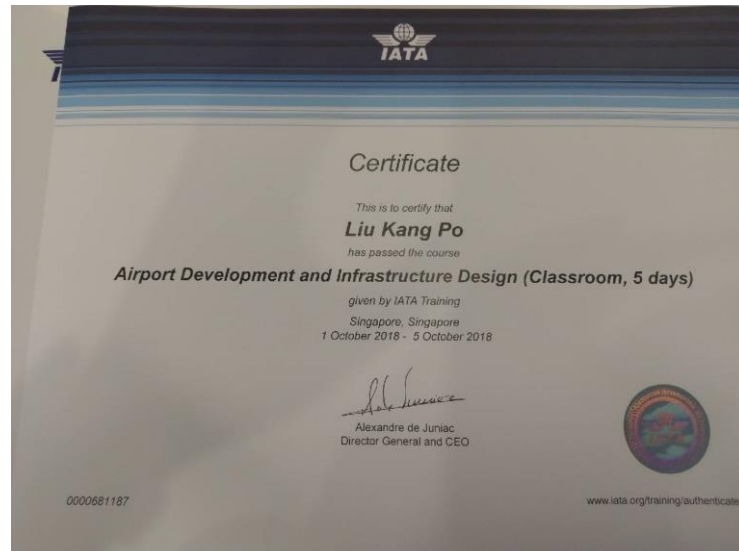 IATA
Certificate
This is to certify that
Liu Kang Po
has passed the course
Airport Development and Infrastructure Design (Classroom, 5 days)
given by IATA Training
Singapore, Singapore
1 October 2018 - 5 October 2018
Alexandre de Juniac
Director General and CEO
0000681187
www.iata.org/training/authenticate